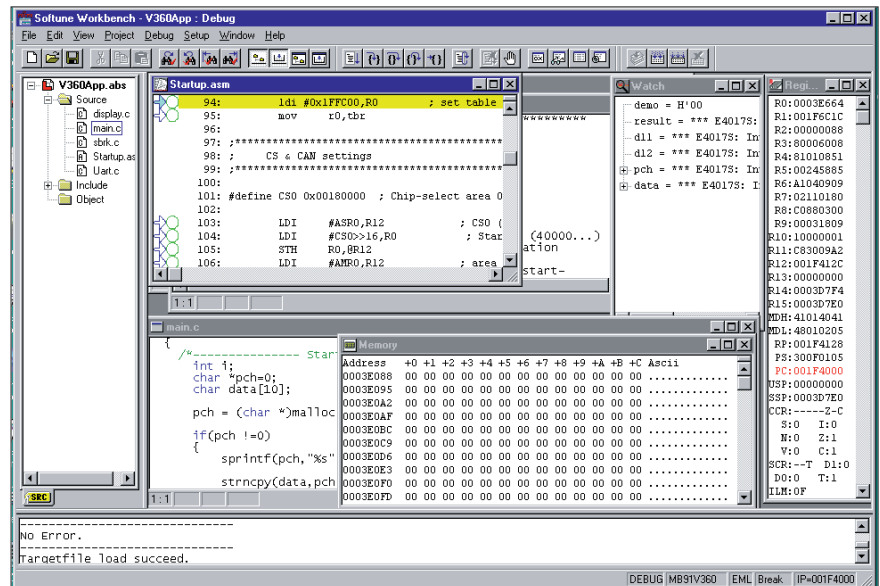 Softune Workbench - V360App : Debug
File Edit View Project Debug Setup Window Help
V360App.abs
Source
display.c
main.c
sbrk.c
Startup.as
Uart.c
Include
Object
SRC
Startup.asm
94: ldi #0x1FFC00,R0 ; set table
95: mov r0,tbr
96:
97: ;**********************************
98: ; CS & CAN settings
99: ;**********************************
100:
101: #define CS0 0x00180000 ; Chip-select area 0
102:
103: LDI #ASR0,R12 ; CS0 (
104: LDI #CS0>>16,R0 ; Star
105: STH R0,@R12
106: LDI #AMR0,R12 ; area
*********
(40000...)
ation
start-
1:1
main.c
{
/*--------------- Star
int i;
char *pch=0;
char data[10];
pch = (char *)malloc
if(pch !=0)
{
sprintf(pch,"%s"
strncpy(data,pch
1:1
Memory
Address +0 +1 +2 +3 +4 +5 +6 +7 +8 +9 +A +B +C Ascii
0003E088 00 00 00 00 00 00 00 00 00 00 00 00 00 .............
0003E095 00 00 00 00 00 00 00 00 00 00 00 00 00 .............
0003E0A2 00 00 00 00 00 00 00 00 00 00 00 00 00 .............
0003E0AF 00 00 00 00 00 00 00 00 00 00 00 00 00 .............
0003E0BC 00 00 00 00 00 00 00 00 00 00 00 00 00 .............
0003E0C9 00 00 00 00 00 00 00 00 00 00 00 00 00 .............
0003E0D6 00 00 00 00 00 00 00 00 00 00 00 00 00 .............
0003E0E3 00 00 00 00 00 00 00 00 00 00 00 00 00 .............
0003E0F0 00 00 00 00 00 00 00 00 00 00 00 00 00 .............
0003E0FD 00 00 00 00 00 00 00 00 00 00 00 00 00 .............
Watch
demo = H'00
result = *** E4017S:
dl1 = *** E4017S: In
dl2 = *** E4017S: In
pch = *** E4017S: In
data = *** E4017S: I
Regi...
R0:0003E664
R1:001F6C1C
R2:00000088
R3:80006008
R4:81010851
R5:00245885
R6:A1040909
R7:02110180
R8:C0880300
R9:00031809
R10:10000001
R11:C83009A2
R12:001F412C
R13:00000000
R14:0003D7F4
R15:0003D7E0
MDH:41014041
MDL:48010205
RP:001F4128
PS:300F0105
PC:001F4000
USP:00000000
SSP:0003D7E0
CCR:-----Z-C
S:0 I:0
N:0 Z:1
V:0 C:1
SCR:--T D1:0
D0:0 T:1
ILM:0F
------------------------------
No Error.
------------------------------
Targetfile load succeed.
DEBUG MB91V360 EML Break IP=001F4000